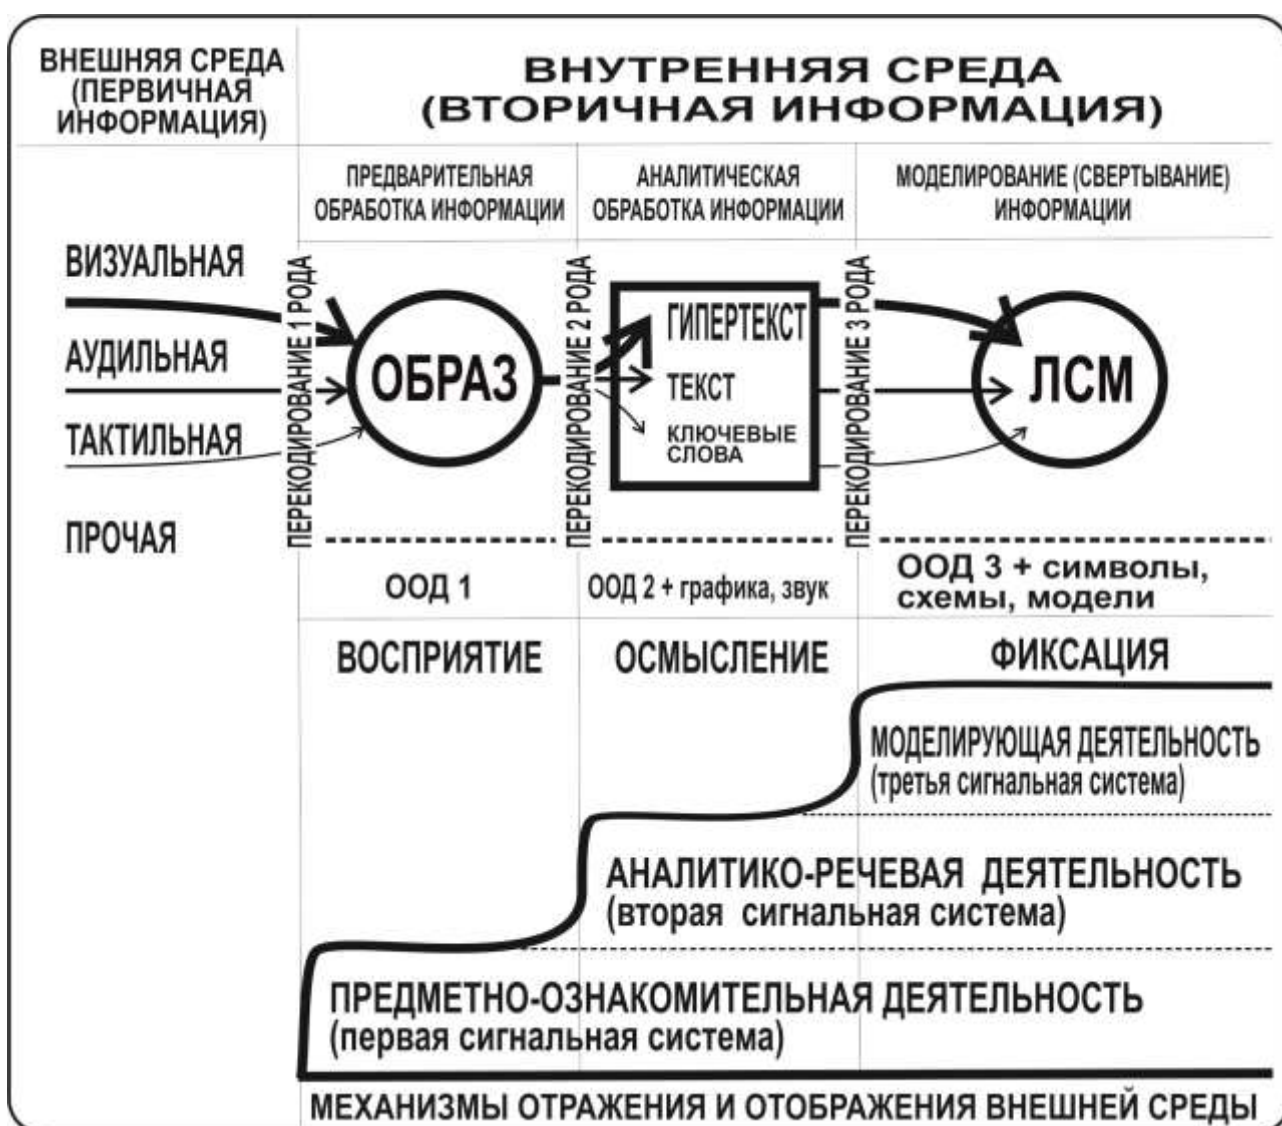 ВНЕШНЯЯ СРЕДА
(ПЕРВИЧНАЯ
ИНФОРМАЦИЯ)
ВНУТРЕННЯЯ СРЕДА
(ВТОРИЧНАЯ ИНФОРМАЦИЯ)
ПРЕДВАРИТЕЛЬНАЯ
ОБРАБОТКА ИНФОРМАЦИИ
АНАЛИТИЧЕСКАЯ
ОБРАБОТКА ИНФОРМАЦИИ
МОДЕЛИРОВАНИЕ (СВЕРТЫВАНИЕ)
ИНФОРМАЦИИ
ВИЗУАЛЬНАЯ
АУДИЛЬНАЯ
ТАКТИЛЬНАЯ
ПРОЧАЯ
ПЕРЕКОДИРОВАНИЕ 1 РОДА
ОБРАЗ
ПЕРЕКОДИРОВАНИЕ 2 РОДА
ГИПЕРТЕКСТ
ТЕКСТ
КЛЮЧЕВЫЕ
СЛОВА
ПЕРЕКОДИРОВАНИЕ 3 РОДА
ЛСМ
ООД 1
ООД 2 + графика, звук
ООД 3 + символы,
схемы, модели
ВОСПРИЯТИЕ
ОСМЫСЛЕНИЕ
ФИКСАЦИЯ
МОДЕЛИРУЮЩАЯ ДЕЯТЕЛЬНОСТЬ
(третья сигнальная система)
АНАЛИТИКО-РЕЧЕВАЯ ДЕЯТЕЛЬНОСТЬ
(вторая сигнальная система)
ПРЕДМЕТНО-ОЗНАКОМИТЕЛЬНАЯ ДЕЯТЕЛЬНОСТЬ
(первая сигнальная система)
МЕХАНИЗМЫ ОТРАЖЕНИЯ И ОТОБРАЖЕНИЯ ВНЕШНЕЙ СРЕДЫ